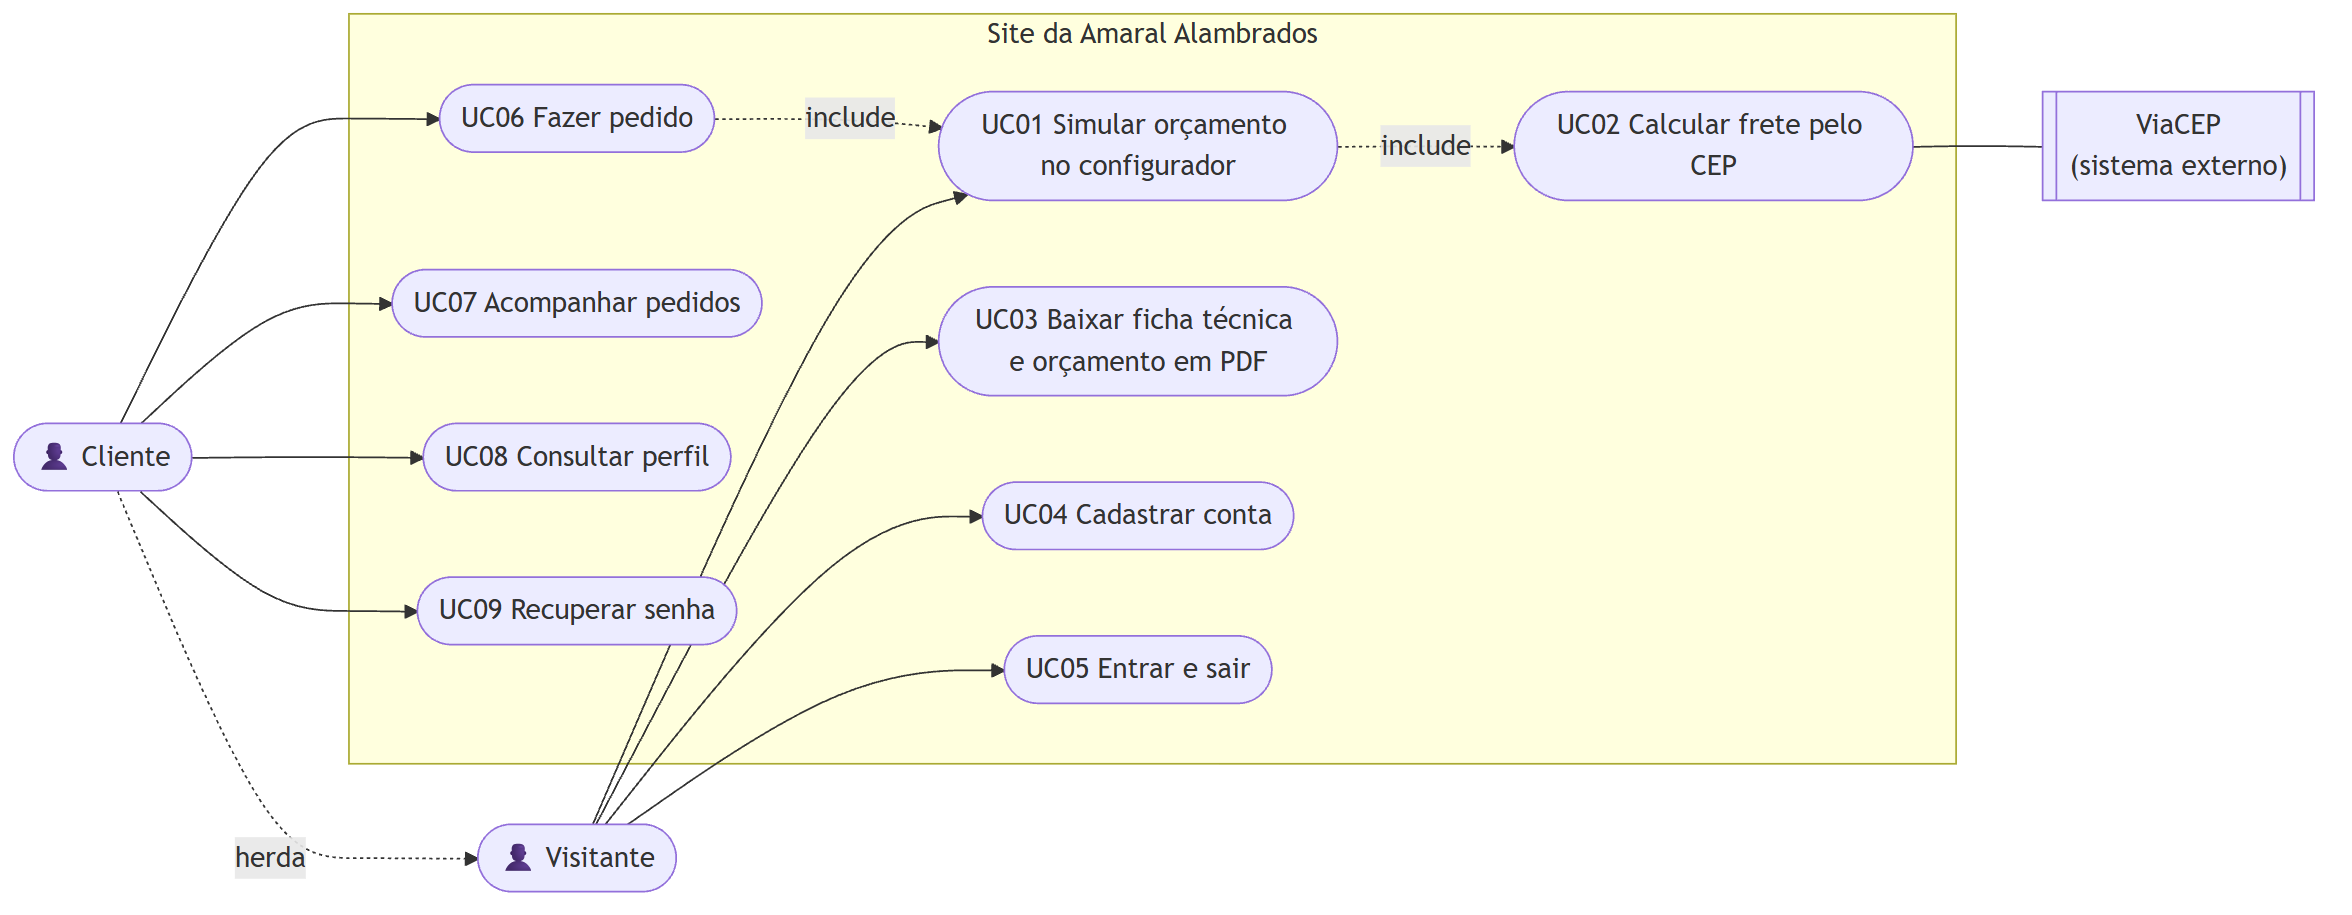 Site da Amaral Alambrados
UC06 Fazer pedido
include
UC01 Simular orçamento
no configurador
include
UC02 Calcular frete pelo
CEP
ViaCEP
(sistema externo)
UC07 Acompanhar pedidos
UC03 Baixar ficha técnica
e orçamento em PDF
Cliente
UC08 Consultar perfil
UC04 Cadastrar conta
UC09 Recuperar senha
UC05 Entrar e sair
herda
Visitante